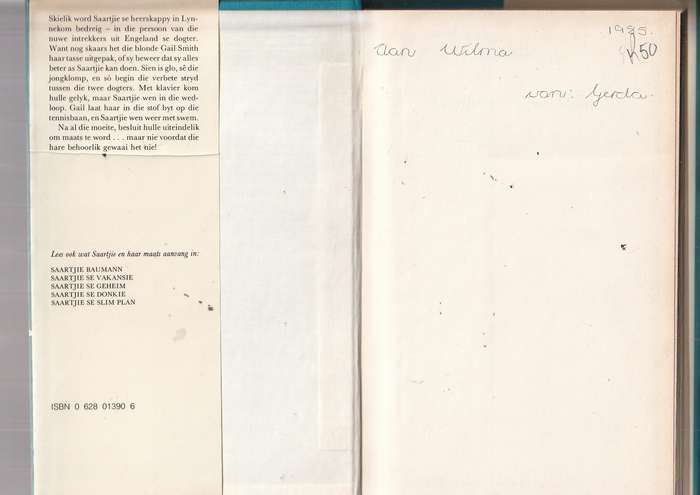 Skielik word Saartjie se heerskappy in Lyn-
nekom bedreig – in die persoon van die
nuwe intrekkers uit Engeland se dogter.
Want nog skaars het die blonde Gail Smith
haar tasse uitgepak, of sy beweer dat sy alles
beter as Saartjie kan doen. Sien is glo, sê die
jongklomp, en só begin die verbete stryd
tussen die twee dogters. Met klavier kom
hulle gelyk, maar Saartjie wen in die wed-
loop. Gail laat haar in die stof byt op die
tennisbaan, en Saartjie wen weer met swem.
Na al die moeite, besluit hulle uiteindelik
om maats te word . . . maar nie voordat die
hare behoorlik gewaai het nie!
Lees ook wat Saartjie en haar maats aanvang in:
SAARTJIE BAUMANN
SAARTJIE SE VAKANSIE
SAARTJIE SE GEHEIM
SAARTJIE SE DONKIE
SAARTJIE SE SLIM PLAN
ISBN 0 628 01390 6
1985.
50
Aan Wilma
van: Gerda.